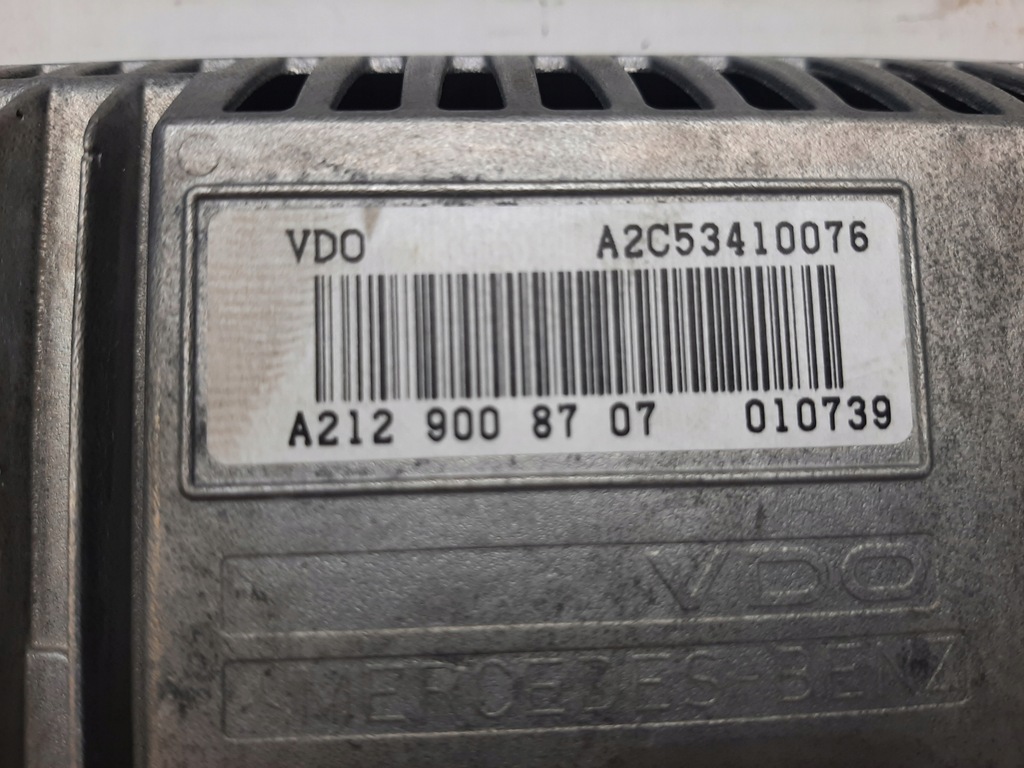 VDO A2C53410076
A212 900 87 07 010739
VDO
MERCEDES-BENZ